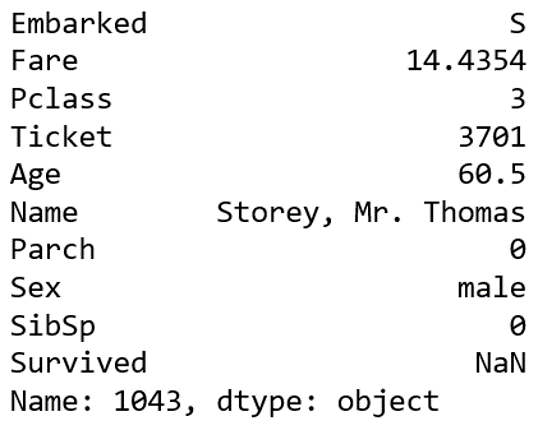 Embarked                     S
Fare                   14.4354
Pclass                       3
Ticket                    3701
Age                       60.5
Name        Storey, Mr. Thomas
Parch                        0
Sex                       male
SibSp                        0
Survived                   NaN
Name: 1043, dtype: object